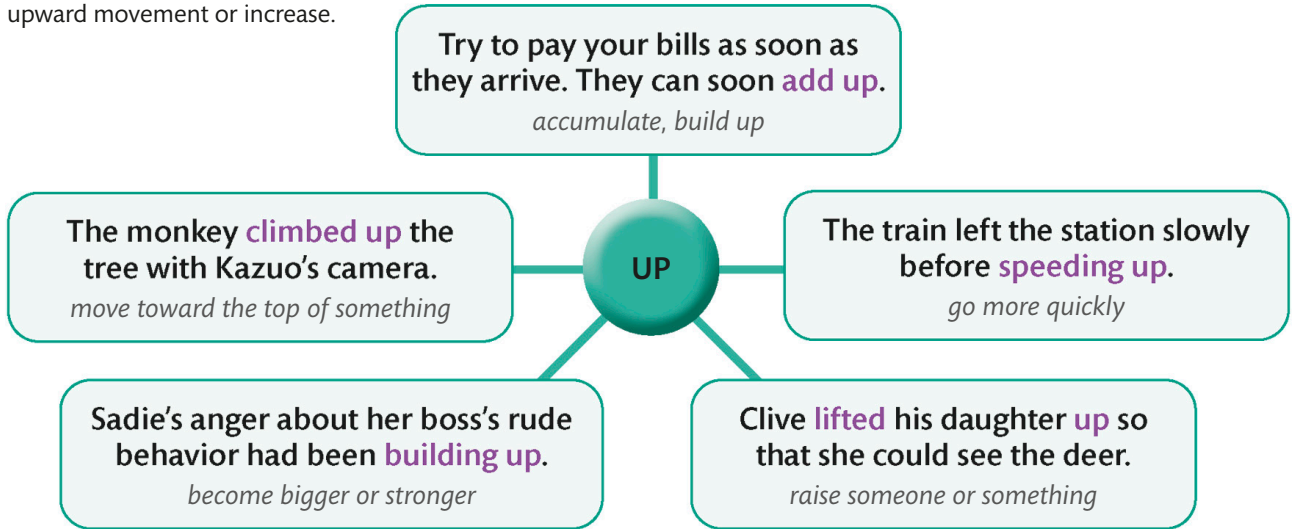 upward movement or increase.
Try to pay your bills as soon as
they arrive. They can soon add up.
accumulate, build up
The monkey climbed up the
tree with Kazuo's camera.
move toward the top of something
UP
The train left the station slowly
before speeding up.
go more quickly
Sadie's anger about her boss's rude
behavior had been building up.
become bigger or stronger
Clive lifted his daughter up so
that she could see the deer.
raise someone or something